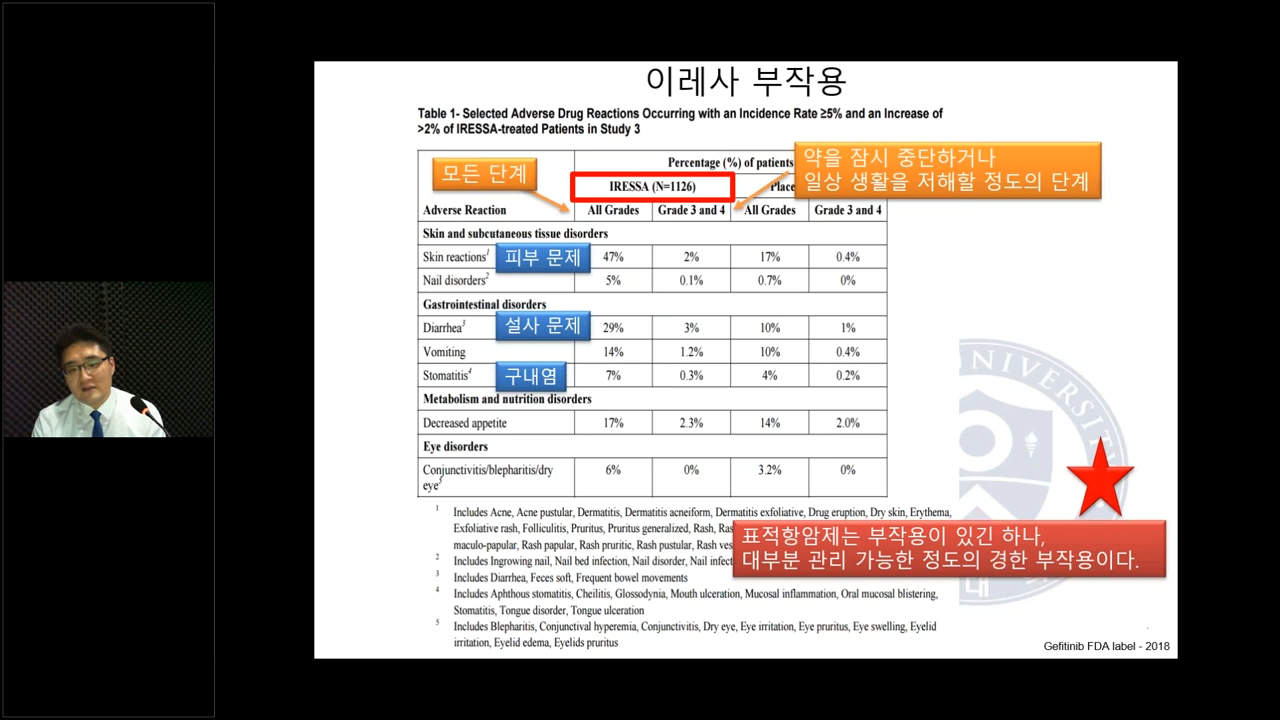 이레사 부작용
Table 1- Selected Adverse Drug Reactions Occurring with an Incidence Rate ≥5% and an Increase of
>2% of IRESSA-treated Patients in Study 3
모든 단계
Percentage (%) of patients
약을 잠시 중단하거나
일상 생활을 저해할 정도의 단계
IRESSA (N=1126)
Adverse Reaction All Grades Grade 3 and 4 All Grades Grade 3 and 4
Skin and subcutaneous tissue disorders
Skin reactions1 피부 문제 47% 2% 17% 0.4%
Nail disorders2 5% 0.1% 0.7% 0%
Gastrointestinal disorders
Diarrhea3 설사 문제 29% 3% 10% 1%
Vomiting 14% 1.2% 10% 0.4%
Stomatitis4 구내염 7% 0.3% 4% 0.2%
Metabolism and nutrition disorders
Decreased appetite 17% 2.3% 14% 2.0%
Eye disorders
Conjunctivitis/blepharitis/dry
eye5 6% 0% 3.2% 0%
1 Includes Acne, Acne pustular, Dermatitis, Dermatitis acneiform, Dermatitis exfoliative, Drug eruption, Dry skin, Erythema,
Exfoliative rash, Folliculitis, Pruritus, Pruritus generalized, Rash,
maculo-papular, Rash papular, Rash pruritic, Rash pustular, Rash
2 Includes Ingrowing nail, Nail bed infection, Nail disorder, Nail
3 Includes Diarrhea, Feces soft, Frequent bowel movements
4 Includes Aphthous stomatitis, Cheilitis, Glossodynia, Mouth ulceration, Mucosal inflammation, Oral mucosal blistering,
Stomatitis, Tongue disorder, Tongue ulceration
5 Includes Blepharitis, Conjunctival hyperemia, Conjunctivitis, Dry eye, Eye irritation, Eye pruritus, Eye swelling, Eyelid
irritation, Eyelid edema, Eyelids pruritus
표적항암제는 부작용이 있긴 하나,
대부분 관리 가능한 정도의 경한 부작용이다.
UNIVERSITY
Gefitinib FDA label - 2018